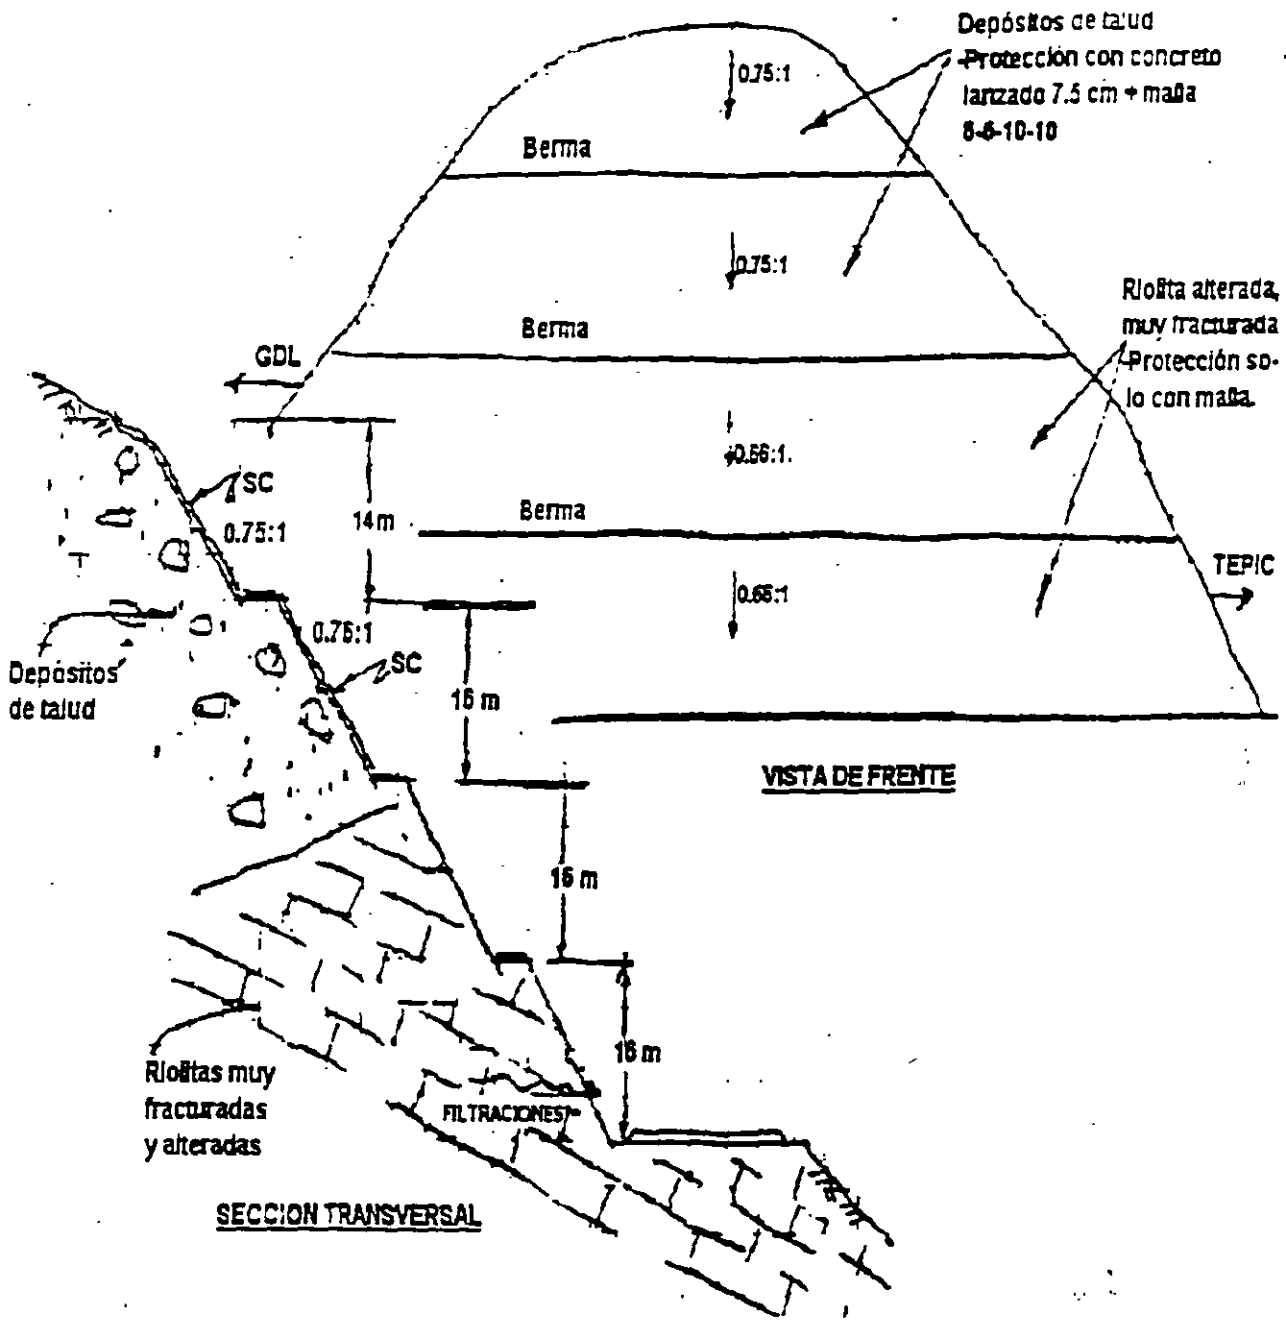 Depósitos de talud
-Protección con concreto
lanzado 7.5 cm + malla
6-6-10-10
0.75:1
Berma
0.75:1
Riolita alterada,
muy fracturada
-Protección so-
lo con malla.
Berma
GDL
0.66:1.
SC
0.75:1
14 m
Berma
TEPIC
0.66:1
0.75:1
SC
Depósitos
de talud
16 m
VISTA DE FRENTE
16 m
16 m
Riolitas muy
fracturadas
y alteradas
FILTRACIONES
SECCION TRANSVERSAL